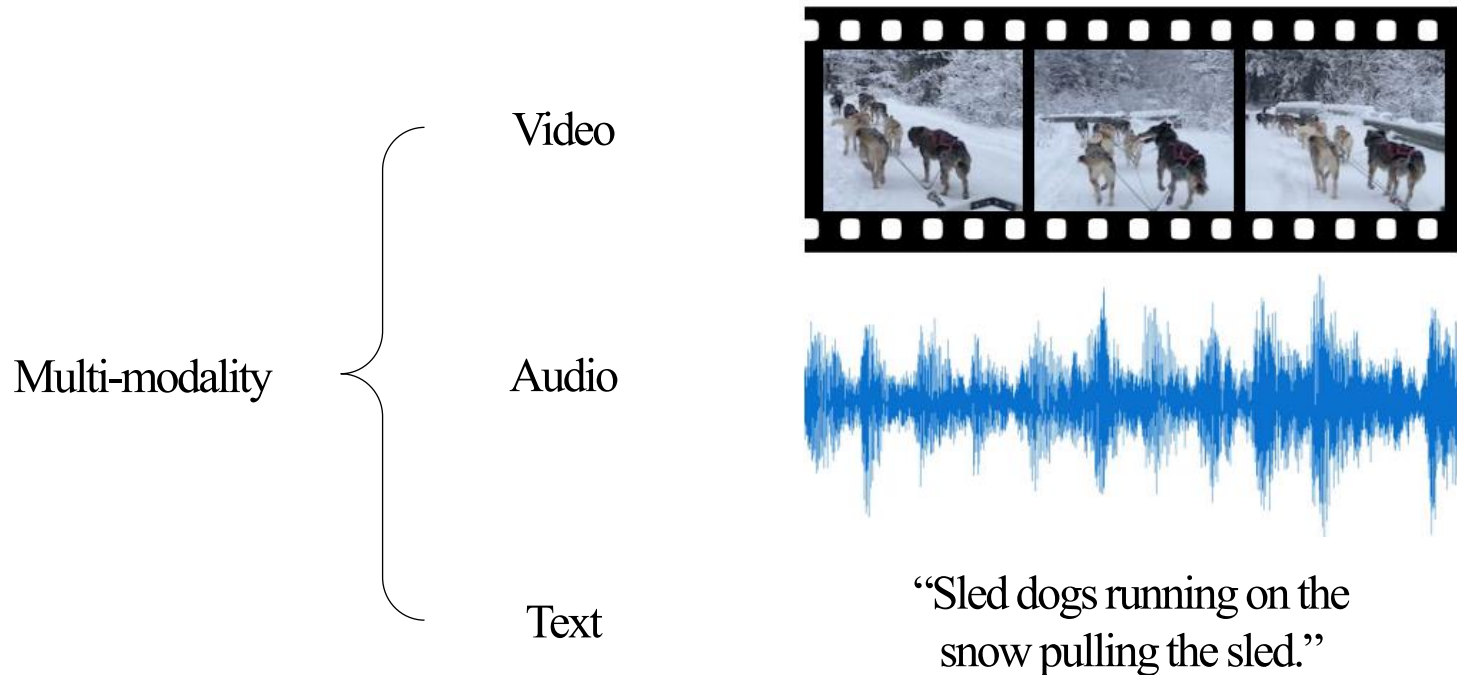 Video
Multi-modality
Audio
Text
“Sled dogs running on the
snow pulling the sled.”